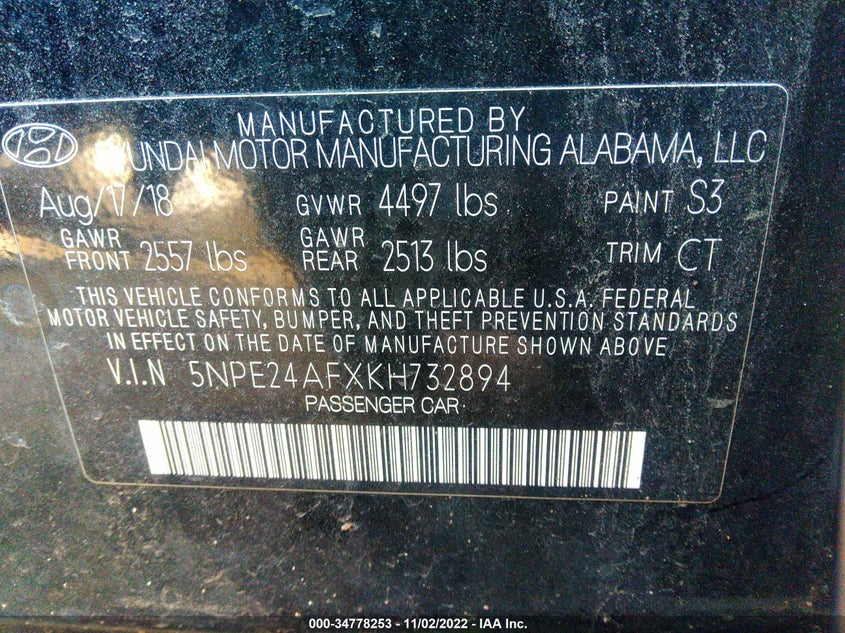 MANUFACTURED BY
HYUNDAI MOTOR MANUFACTURING ALABAMA, LLC
Aug/17/18 GVWR 4497 lbs PAINT S3
GAWR FRONT 2557 lbs GAWR REAR 2513 lbs TRIM CT
THIS VEHICLE CONFORMS TO ALL APPLICABLE U.S.A. FEDERAL
MOTOR VEHICLE SAFETY, BUMPER, AND THEFT PREVENTION STANDARDS
IN EFFECT ON THE DATE OF MANUFACTURE SHOWN ABOVE
V.I.N 5NPE24AFXKH732894
PASSENGER CAR
000-34778253 - 11/02/2022 - IAA Inc.